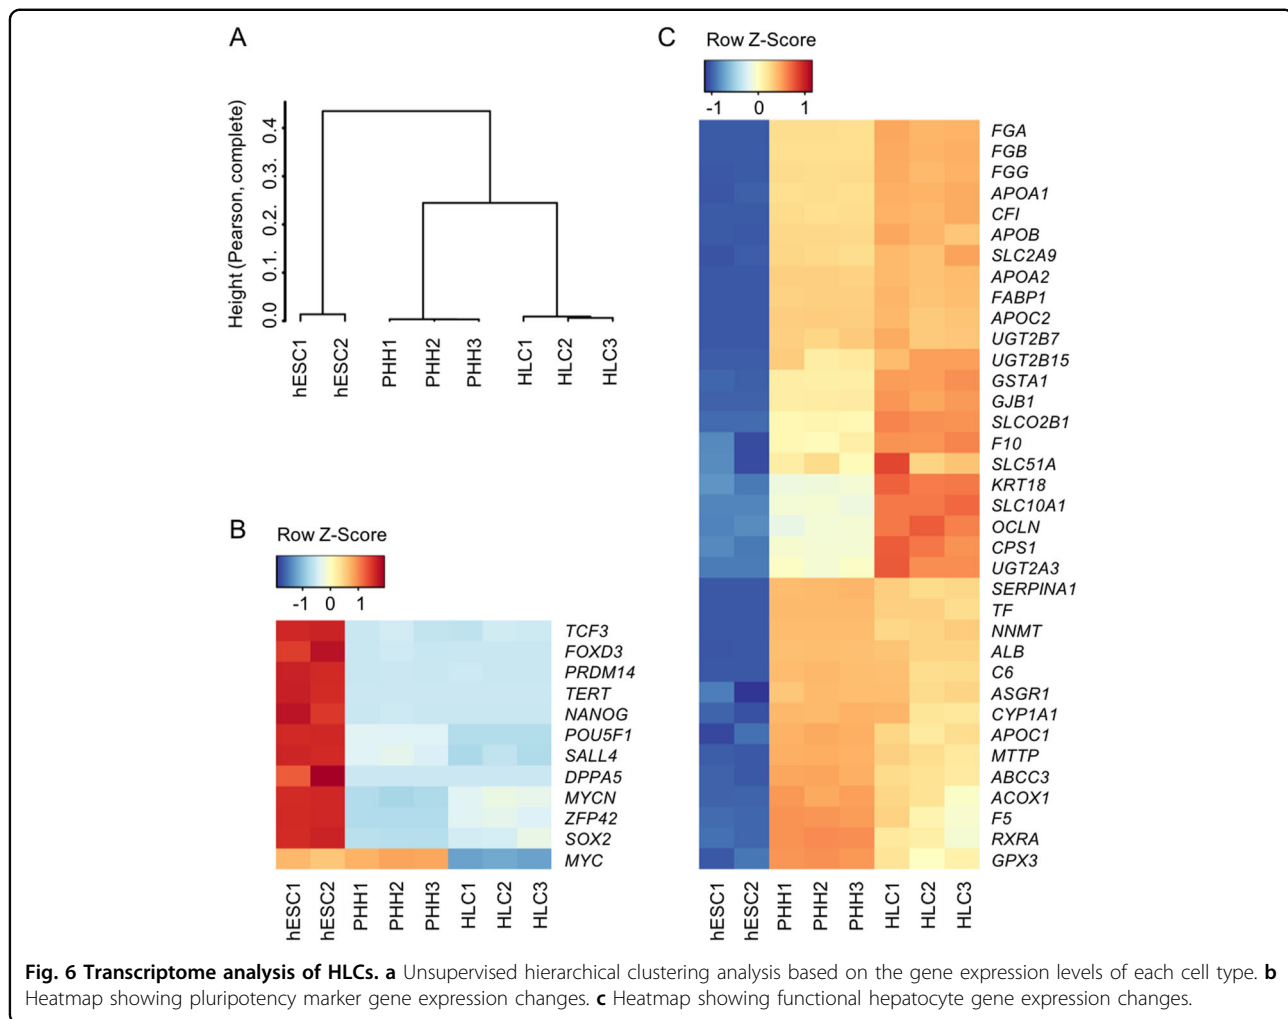 A
Height (Pearson, complete)
0.0 0.1. 0.2. 0.3. 0.4.
hESC1 hESC2 PHH1 PHH2 PHH3 HLC1 HLC2 HLC3
B
Row Z-Score
-1 0 1
TCF3
FOXD3
PRDM14
TERT
NANOG
POU5F1
SALL4
DPPA5
MYCN
ZFP42
SOX2
MYC
hESC1 hESC2 PHH1 PHH2 PHH3 HLC1 HLC2 HLC3
C
Row Z-Score
-1 0 1
FGA
FGB
FGG
APOA1
CFI
APOB
SLC2A9
APOA2
FABP1
APOC2
UGT2B7
UGT2B15
GSTA1
GJB1
SLCO2B1
F10
SLC51A
KRT18
SLC10A1
OCLN
CPS1
UGT2A3
SERPINA1
TF
NNMT
ALB
C6
ASGR1
CYP1A1
APOC1
MTTP
ABCC3
ACOX1
F5
RXRA
GPX3
hESC1 hESC2 PHH1 PHH2 PHH3 HLC1 HLC2 HLC3
Fig. 6 Transcriptome analysis of HLCs. a Unsupervised hierarchical clustering analysis based on the gene expression levels of each cell type. b
Heatmap showing pluripotency marker gene expression changes. c Heatmap showing functional hepatocyte gene expression changes.